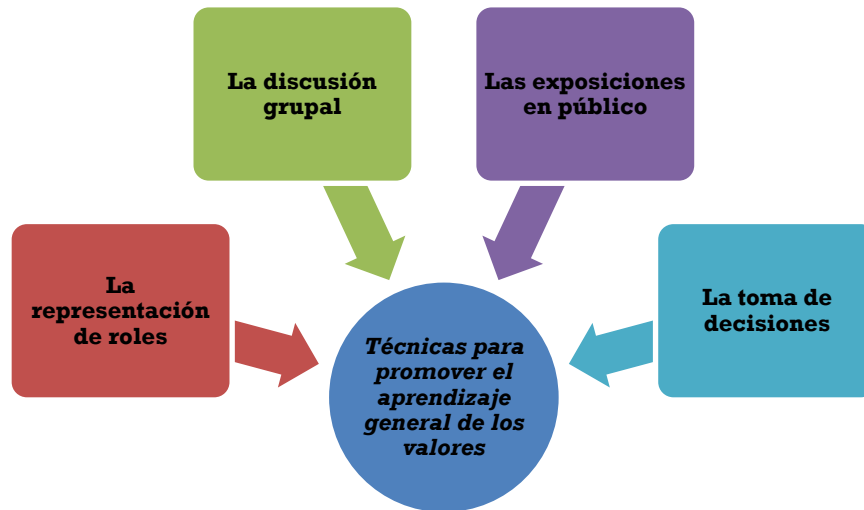 La discusión
grupal
Las exposiciones
en público
La
representación
de roles
La toma de
decisiones
Técnicas para
promover el
aprendizaje
general de los
valores